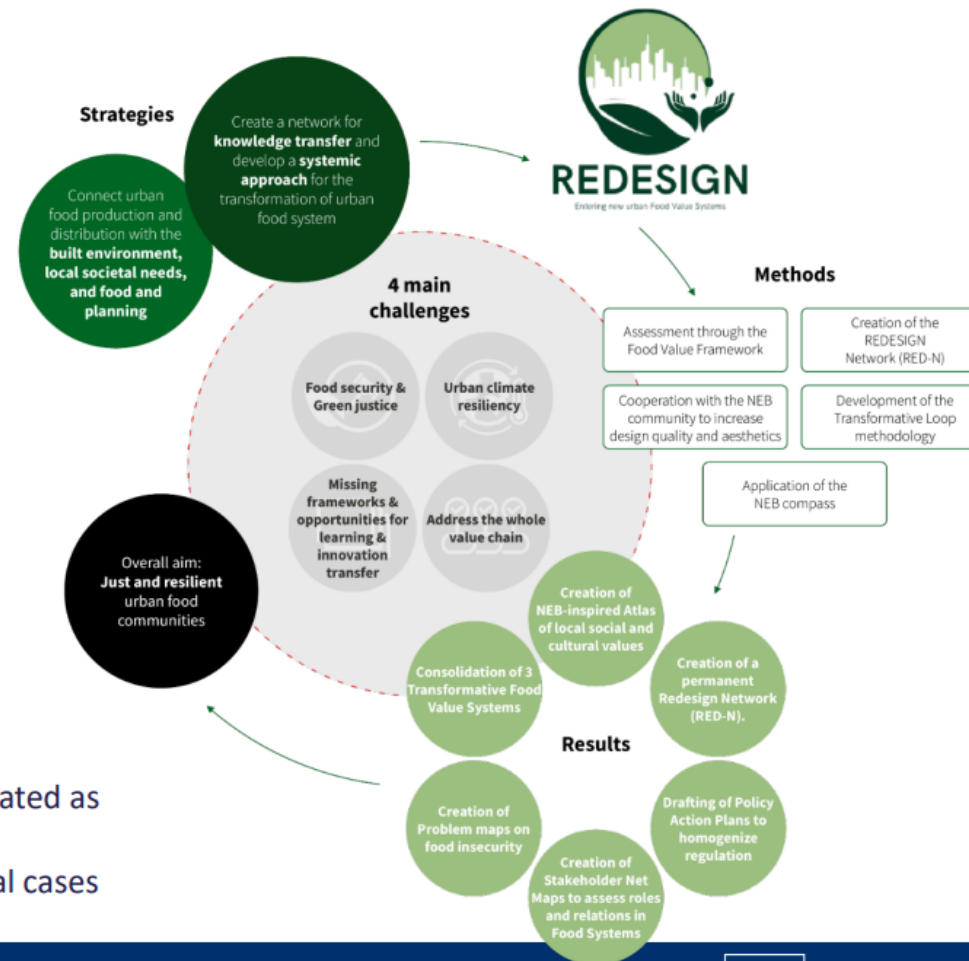 Strategies
Create a network for
knowledge transfer and
develop a systemic
approach for the
transformation of urban
food system
Connect urban
food production and
distribution with the
built environment,
local societal needs,
and food and
planning
REDESIGN
Entering new urban Food Value Systems
4 main
challenges
Food security &
Green justice
Urban climate
resiliency
Missing
frameworks &
opportunities for
learning &
innovation
transfer
Address the whole
value chain
Methods
Assessment through the
Food Value Framework
Creation of the
REDESIGN
Network (RED-N)
Cooperation with the NEB
community to increase
design quality and aesthetics
Development of the
Transformative Loop
methodology
Application of the
NEB compass
Overall aim:
Just and resilient
urban food
communities
Results
Creation of
NEB-inspired Atlas
of local social and
cultural values
Creation of a
permanent
Redesign Network
(RED-N).
Drafting of Policy
Action Plans to
homogenize
regulation
Creation of
Stakeholder Net
Maps to assess roles
and relations in
Food Systems
Creation of
Problem maps on
food insecurity
Consolidation of 3
Transformative Food
Value Systems
ated as
al cases